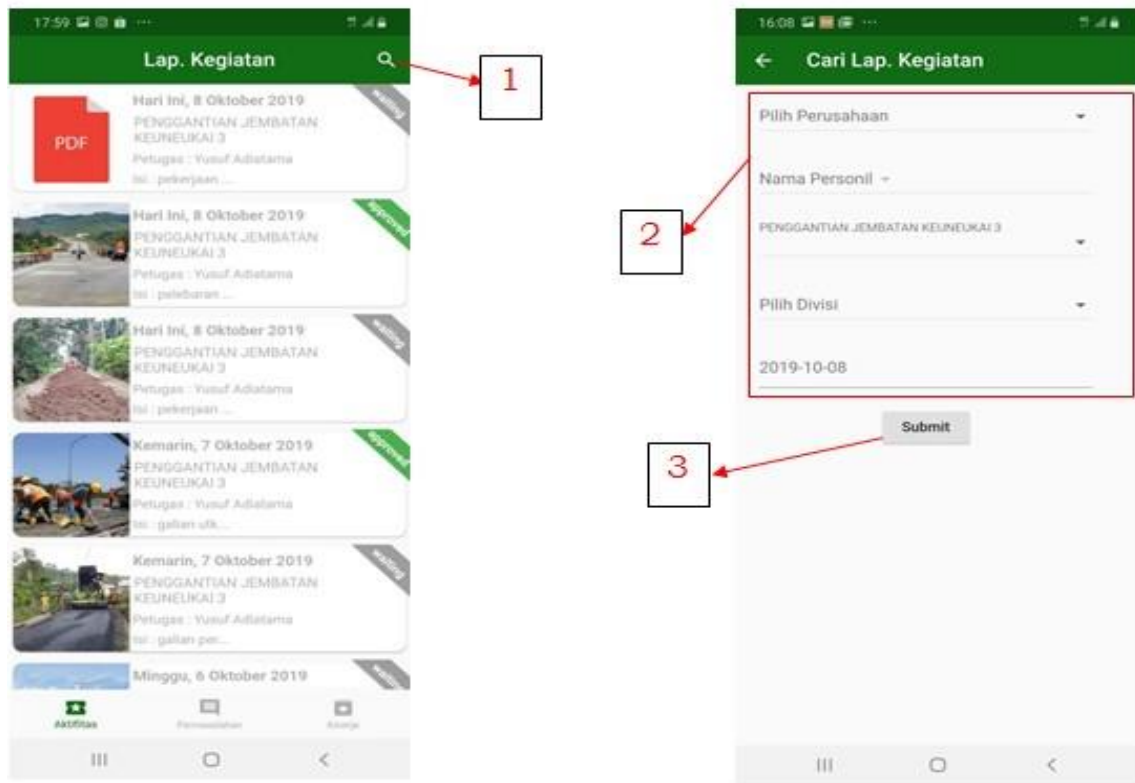 17:59
Lap. Kegiatan
1
PDF
Hari Ini, 8 Oktober 2019
PENGGANTIAN JEMBATAN
KEUNEUKAI 3
Petugas : Yusuf Adiatama
Isi : pekerjaan ...
waiting
Hari Ini, 8 Oktober 2019
PENGGANTIAN JEMBATAN
KEUNEUKAI 3
Petugas : Yusuf Adiatama
Isi : pelebaran ...
approved
Hari Ini, 8 Oktober 2019
PENGGANTIAN JEMBATAN
KEUNEUKAI 3
Petugas : Yusuf Adiatama
Isi : pekerjaan ...
waiting
Kemarin, 7 Oktober 2019
PENGGANTIAN JEMBATAN
KEUNEUKAI 3
Petugas : Yusuf Adiatama
Isi : galian utk...
approved
Kemarin, 7 Oktober 2019
PENGGANTIAN JEMBATAN
KEUNEUKAI 3
Petugas : Yusuf Adiatama
Isi : galian per...
waiting
Minggu, 6 Oktober 2019
waiting
Aktifitas
Permasalahan
Kinerja
16:08
Cari Lap. Kegiatan
2
Pilih Perusahaan
Nama Personil -
PENGGANTIAN JEMBATAN KEUNEUKAI 3
Pilih Divisi
2019-10-08
3
Submit